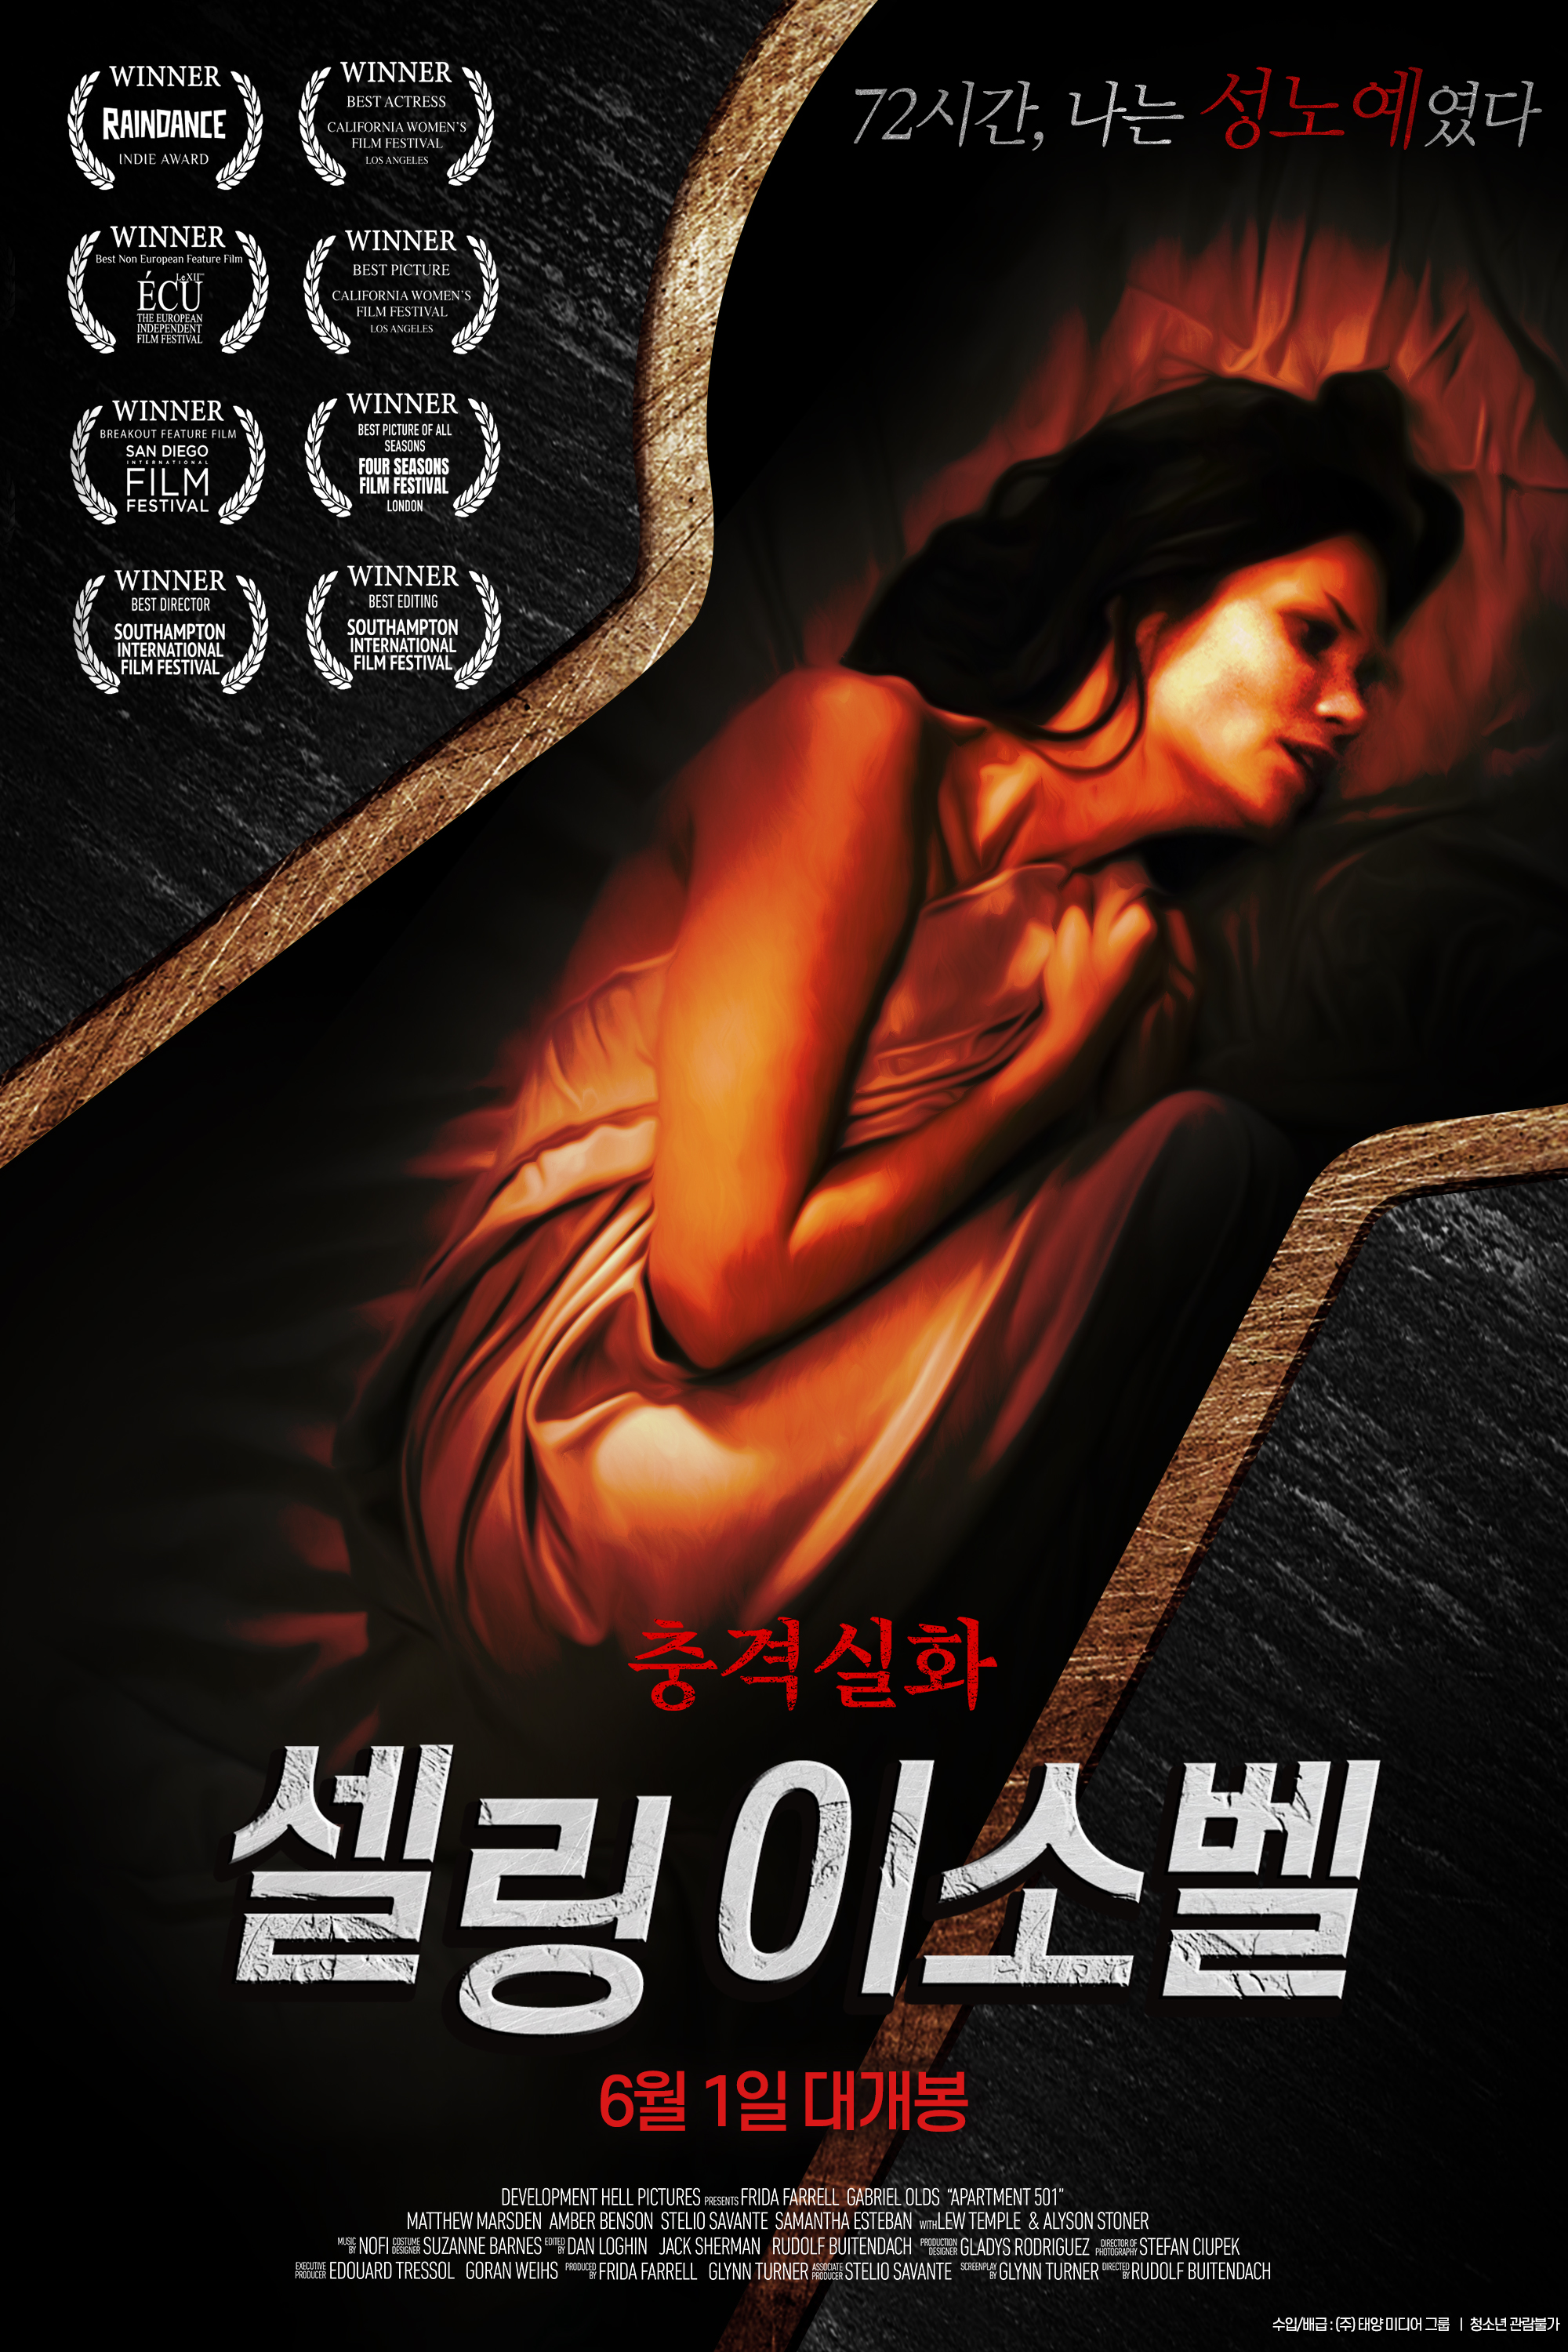 WINNER
RAINDANCE
INDIE AWARD
WINNER
BEST ACTRESS
CALIFORNIA WOMEN'S
FILM FESTIVAL
LOS ANGELES
72시간, 나는 성노예였다
WINNER
Best Non European Feature Film
Le XII
ÉCU
THE EUROPEAN
INDEPENDENT
FILM FESTIVAL
WINNER
BEST PICTURE
CALIFORNIA WOMEN'S
FILM FESTIVAL
LOS ANGELES
WINNER
BREAKOUT FEATURE FILM
SAN DIEGO
INTERNATIONAL
FILM
FESTIVAL
WINNER
BEST PICTURE OF ALL
SEASONS
FOUR SEASONS
FILM FESTIVAL
LONDON
WINNER
BEST DIRECTOR
SOUTHAMPTON
INTERNATIONAL
FILM FESTIVAL
WINNER
BEST EDITING
SOUTHAMPTON
INTERNATIONAL
FILM FESTIVAL
충격실화
셀링 이소벨
6월 1일 대개봉
DEVELOPMENT HELL PICTURES PRESENTS FRIDA FARRELL GABRIEL OLDS "APARTMENT 501"
MATTHEW MARSDEN AMBER BENSON STELIO SAVANTE SAMANTHA ESTEBAN WITH LEW TEMPLE & ALYSON STONER
MUSIC BY NOFI COSTUME DESIGNER SUZANNE BARNES EDITED BY DAN LOGHIN JACK SHERMAN RUDOLF BUITENDACH PRODUCTION DESIGNER GLADYS RODRIGUEZ DIRECTOR OF PHOTOGRAPHY STEFAN CIUPEK
EXECUTIVE PRODUCER EDOUARD TRESSOL GORAN WEIHS PRODUCED BY FRIDA FARRELL GLYNN TURNER ASSOCIATE PRODUCER STELIO SAVANTE SCREENPLAY BY GLYNN TURNER DIRECTED BY RUDOLF BUITENDACH
수입/배급 : (주) 태양 미디어 그룹 | 청소년 관람불가